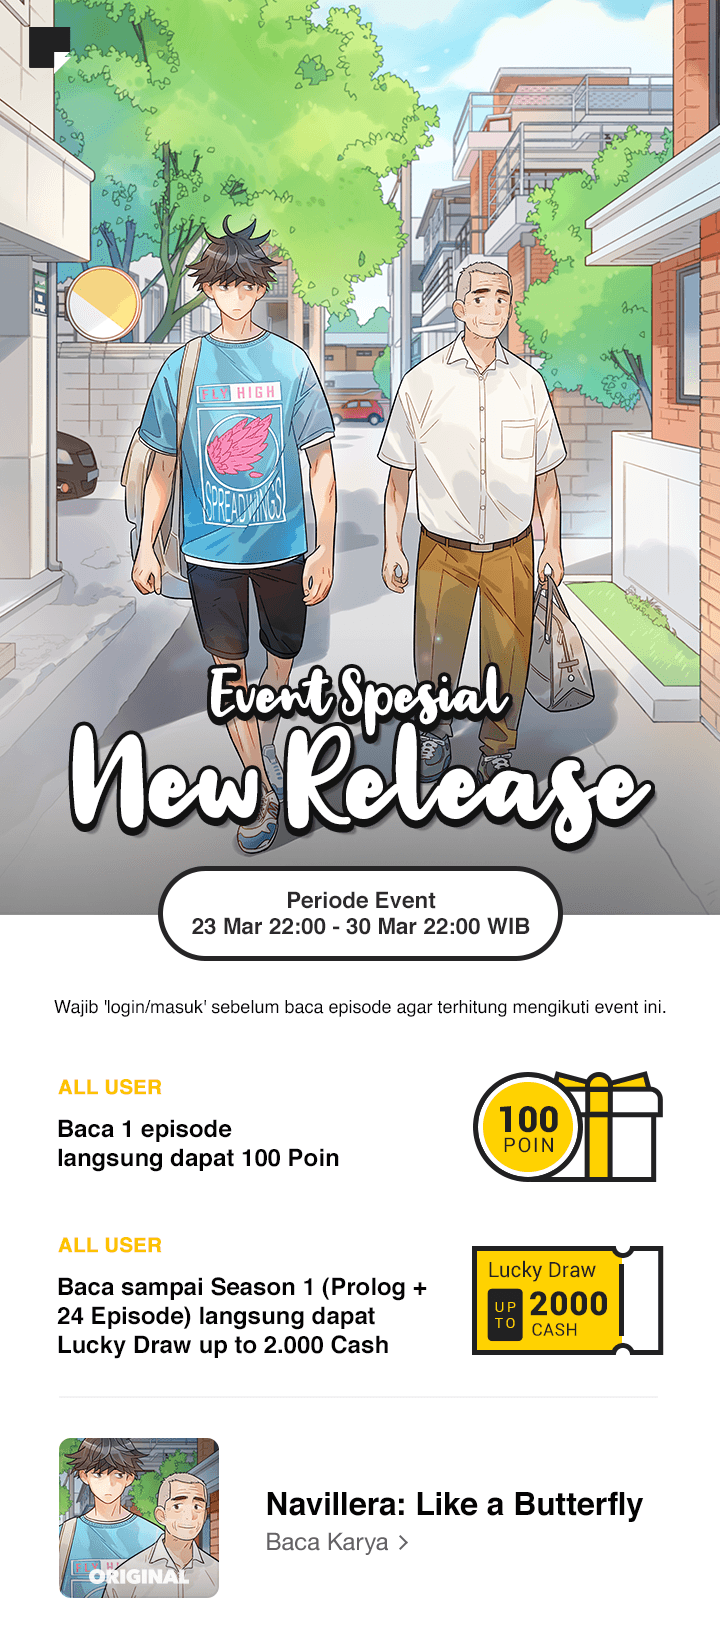 FLY HIGH
SPREADWINGS
Event Spesial
New Release
Periode Event
23 Mar 22:00 - 30 Mar 22:00 WIB
Wajib 'login/masuk' sebelum baca episode agar terhitung mengikuti event ini.
ALL USER
Baca 1 episode
langsung dapat 100 Poin
100
POIN
ALL USER
Baca sampai Season 1 (Prolog +
24 Episode) langsung dapat
Lucky Draw up to 2.000 Cash
Lucky Draw
UP TO
2000
CASH
FLY H
ORIGINAL
Navillera: Like a Butterfly
Baca Karya >